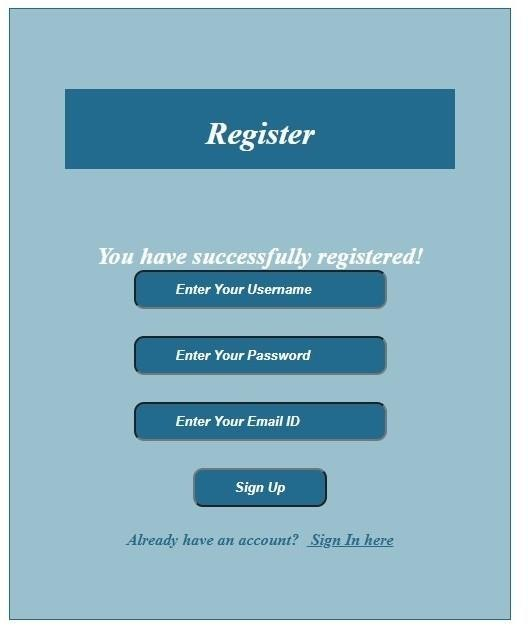 Register
You have successfully registered!
Enter Your Username
Enter Your Password
Enter Your Email ID
Sign Up
Already have an account? Sign In here